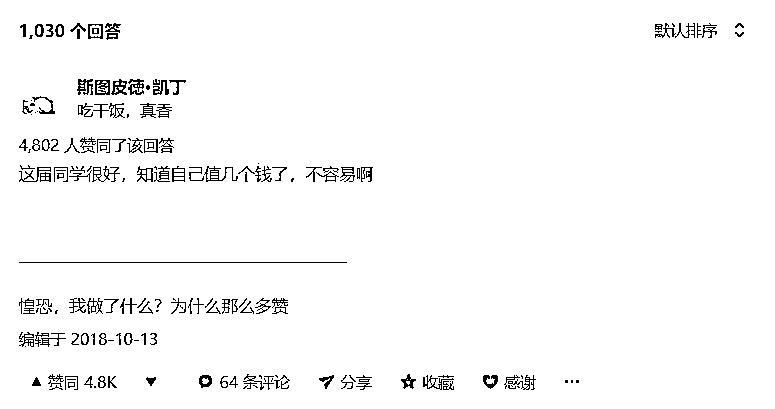 1,030 个回答
默认排序
斯图皮徳•凯丁
吃干饭，真香
4,802 人赞同了该回答
这届同学很好，知道自己值几个钱了，不容易啊
惶恐，我做了什么？为什么那么多赞
编辑于 2018-10-13
赞同 4.8K 64 条评论 分享 收藏 感谢 ···